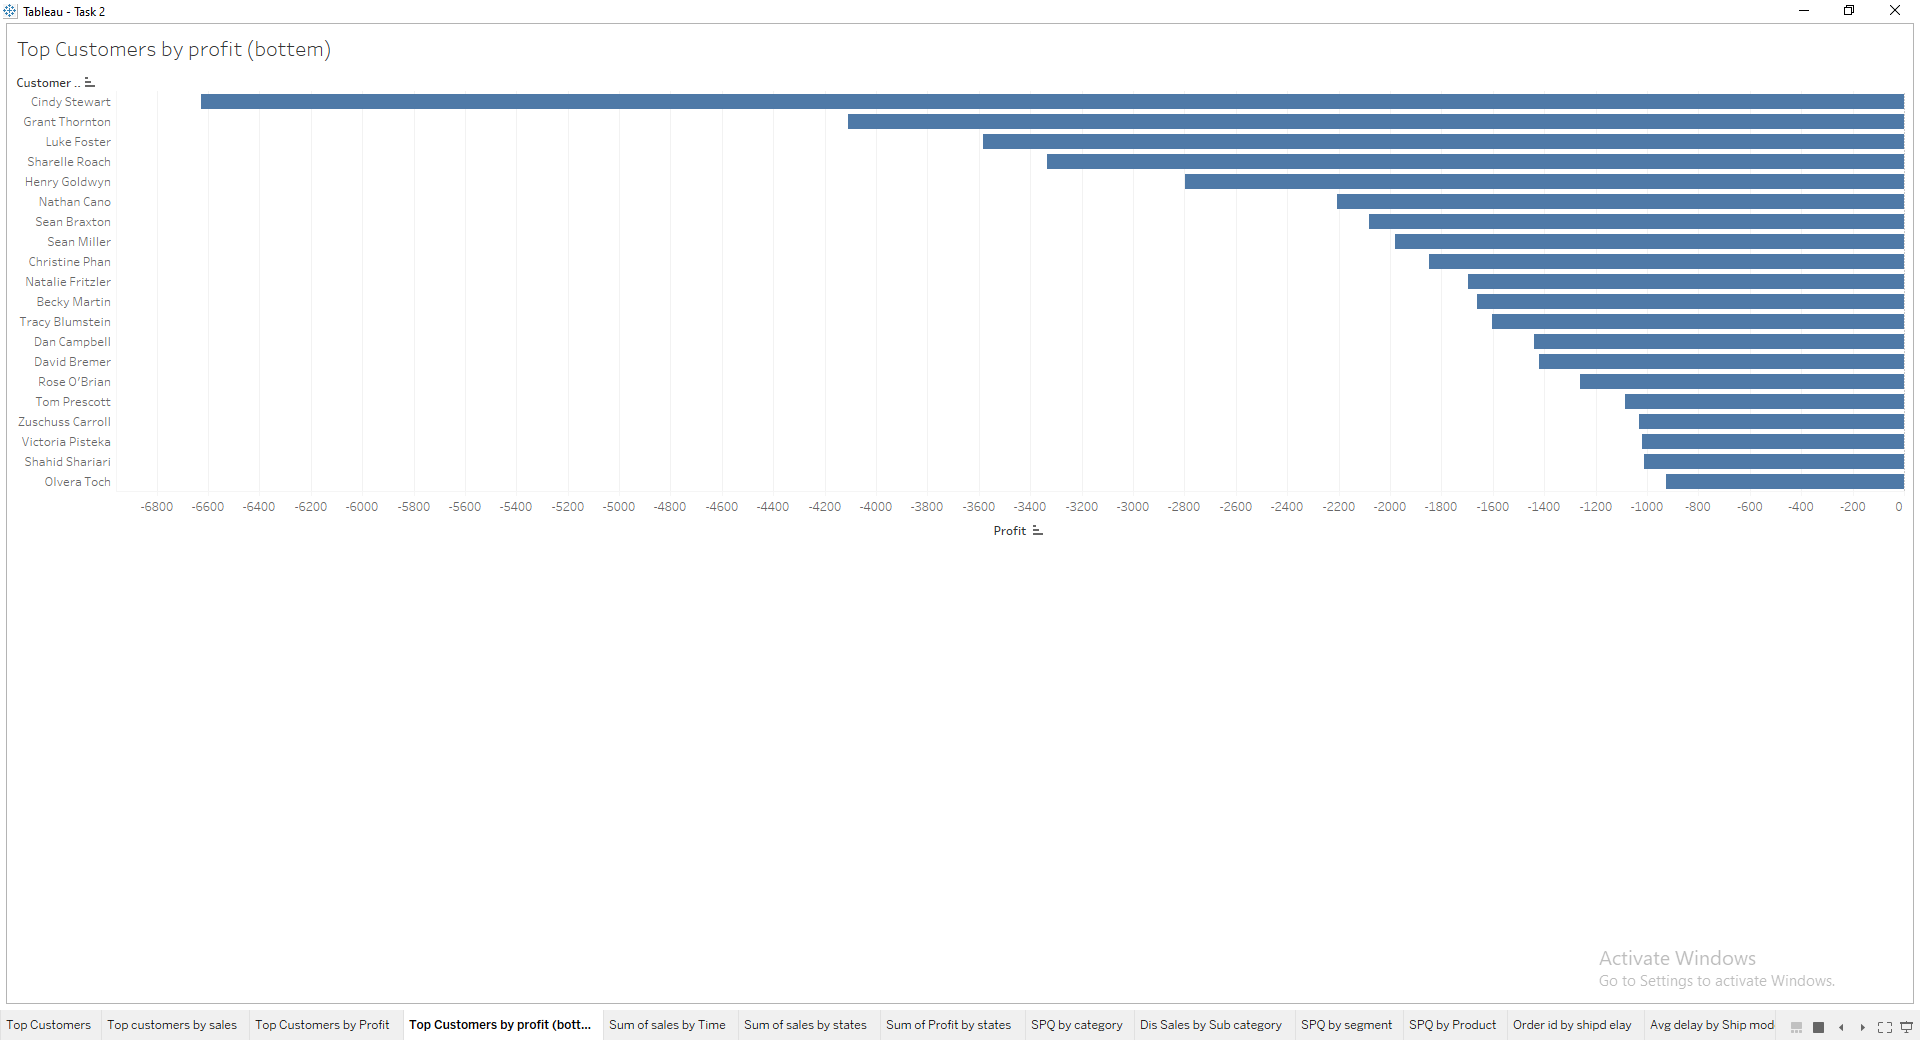 Tableau - Task 2
Top Customers by profit (bottem)
Customer ..
Cindy Stewart
Grant Thornton
Luke Foster
Sharelle Roach
Henry Goldwyn
Nathan Cano
Sean Braxton
Sean Miller
Christine Phan
Natalie Fritzler
Becky Martin
Tracy Blumstein
Dan Campbell
David Bremer
Rose O'Brian
Tom Prescott
Zuschuss Carroll
Victoria Pisteka
Shahid Shariari
Olvera Toch
-6800 -6600 -6400 -6200 -6000 -5800 -5600 -5400 -5200 -5000 -4800 -4600 -4400 -4200 -4000 -3800 -3600 -3400 -3200 -3000 -2800 -2600 -2400 -2200 -2000 -1800 -1600 -1400 -1200 -1000 -800 -600 -400 -200 0
Profit
Activate Windows
Go to Settings to activate Windows.
Top Customers Top customers by sales Top Customers by Profit Top Customers by profit (bott... Sum of sales by Time Sum of sales by states Sum of Profit by states SPQ by category Dis Sales by Sub category SPQ by segment SPQ by Product Order id by shipd elay Avg delay by Ship mod